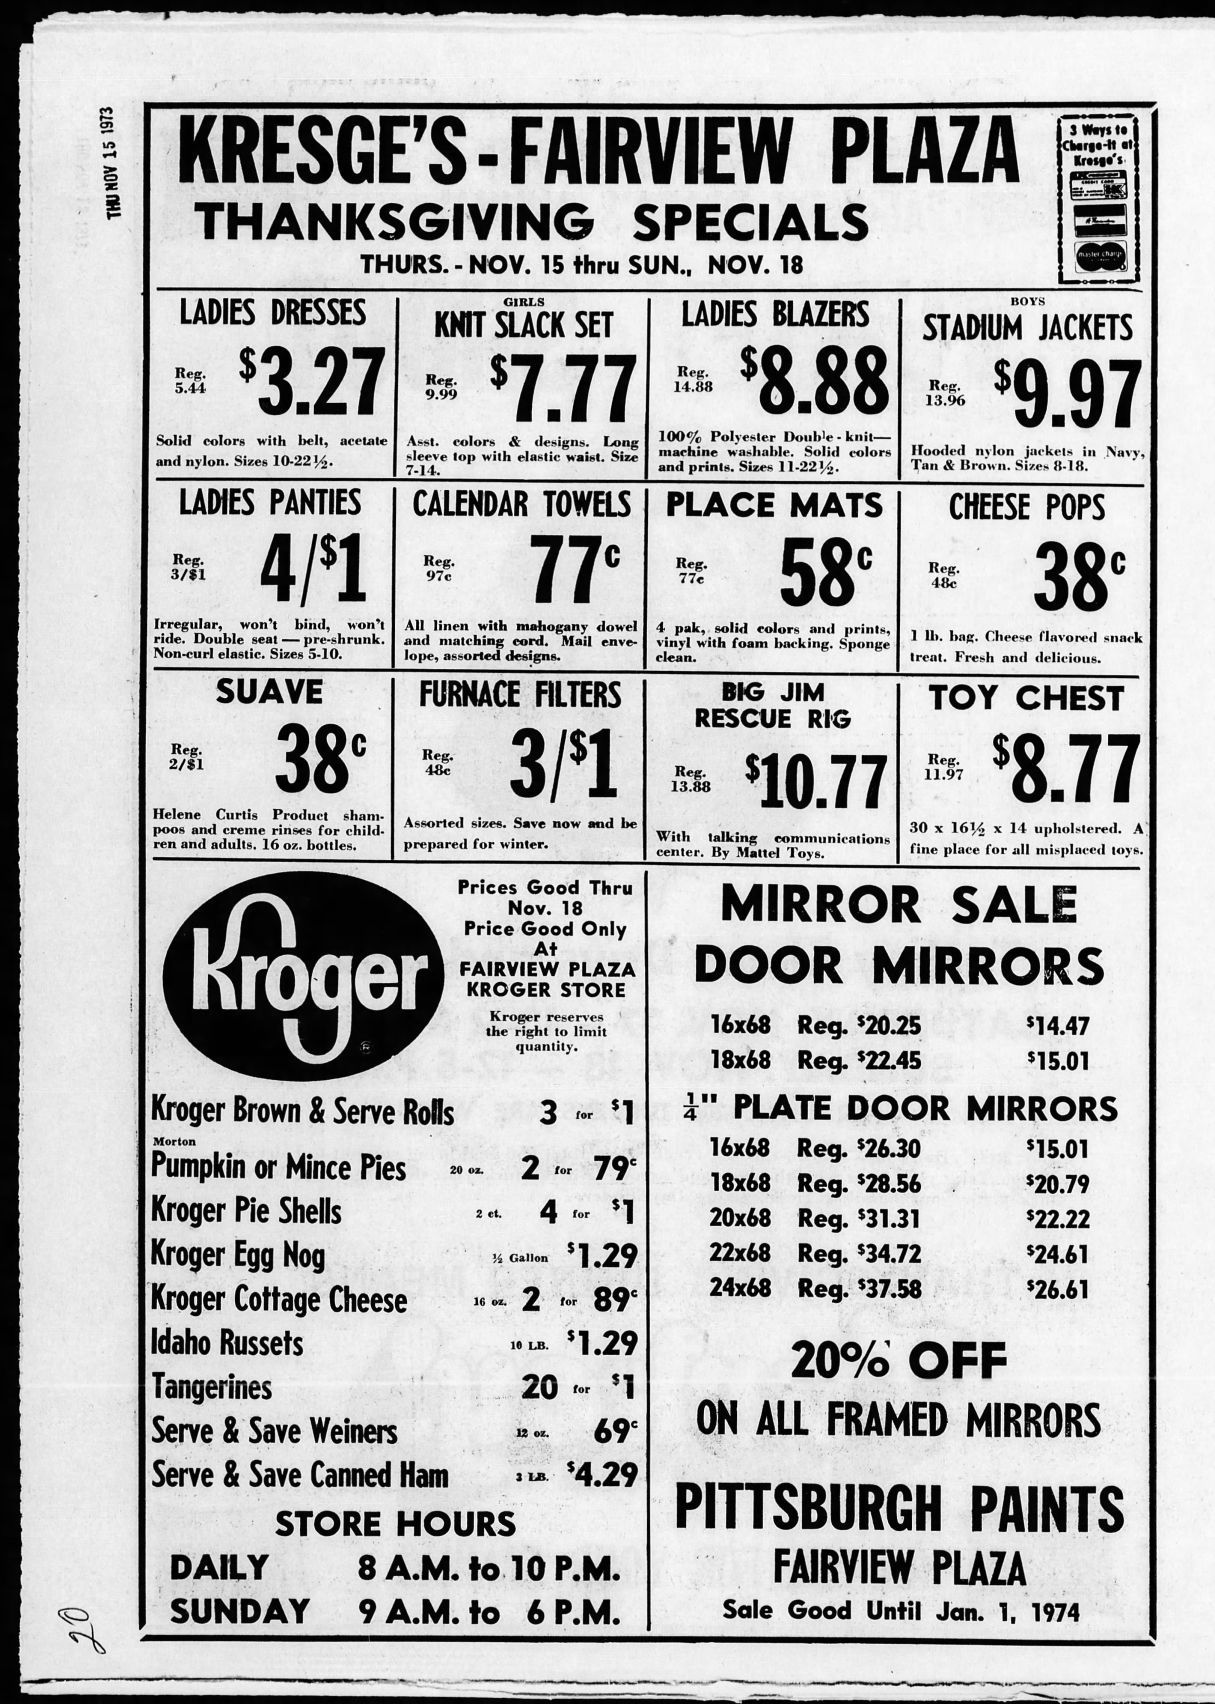 THU NOV 15 1973
KRESGE'S - FAIRVIEW PLAZA
THANKSGIVING SPECIALS
THURS. - NOV. 15 thru SUN., NOV. 18
3 Ways to
Charge-It at
Kresge's
CREDIT CARD
master charge
LADIES DRESSES
Reg.
5.44
$3.27
Solid colors with belt, acetate
and nylon. Sizes 10-22½.
GIRLS
KNIT SLACK SET
Reg.
9.99
$7.77
Asst. colors & designs. Long
sleeve top with elastic waist. Size
7-14.
LADIES BLAZERS
Reg.
14.88
$8.88
100% Polyester Double - knit—
machine washable. Solid colors
and prints. Sizes 11-22½.
BOYS
STADIUM JACKETS
Reg.
13.96
$9.97
Hooded nylon jackets in Navy,
Tan & Brown. Sizes 8-18.
LADIES PANTIES
Reg.
3/$1
4/$1
Irregular, won't bind, won't
ride. Double seat — pre-shrunk.
Non-curl elastic. Sizes 5-10.
CALENDAR TOWELS
Reg.
97c
77c
All linen with mahogany dowel
and matching cord. Mail enve-
lope, assorted designs.
PLACE MATS
Reg.
77c
58c
4 pak, solid colors and prints,
vinyl with foam backing. Sponge
clean.
CHEESE POPS
Reg.
48c
38c
1 lb. bag. Cheese flavored snack
treat. Fresh and delicious.
SUAVE
Reg.
2/$1
38c
Helene Curtis Product sham-
poos and creme rinses for child-
ren and adults. 16 oz. bottles.
FURNACE FILTERS
Reg.
48c
3/$1
Assorted sizes. Save now and be
prepared for winter.
BIG JIM
RESCUE RIG
Reg.
13.88
$10.77
With talking communications
center. By Mattel Toys.
TOY CHEST
Reg.
11.97
$8.77
30 x 16½ x 14 upholstered. A
fine place for all misplaced toys.
Kroger
Prices Good Thru
Nov. 18
Price Good Only
At
FAIRVIEW PLAZA
KROGER STORE
Kroger reserves
the right to limit
quantity.
Kroger Brown & Serve Rolls 3 for $1
Morton
Pumpkin or Mince Pies 20 oz. 2 for 79c
Kroger Pie Shells 2 ct. 4 for $1
Kroger Egg Nog ½ Gallon $1.29
Kroger Cottage Cheese 16 oz. 2 for 89c
Idaho Russets 10 LB. $1.29
Tangerines 20 for $1
Serve & Save Weiners 12 oz. 69c
Serve & Save Canned Ham 3 LB. $4.29
STORE HOURS
DAILY 8 A.M. to 10 P.M.
SUNDAY 9 A.M. to 6 P.M.
MIRROR SALE
DOOR MIRRORS
16x68 Reg. $20.25 $14.47
18x68 Reg. $22.45 $15.01
¼" PLATE DOOR MIRRORS
16x68 Reg. $26.30 $15.01
18x68 Reg. $28.56 $20.79
20x68 Reg. $31.31 $22.22
22x68 Reg. $34.72 $24.61
24x68 Reg. $37.58 $26.61
20% OFF
ON ALL FRAMED MIRRORS
PITTSBURGH PAINTS
FAIRVIEW PLAZA
Sale Good Until Jan. 1, 1974
20